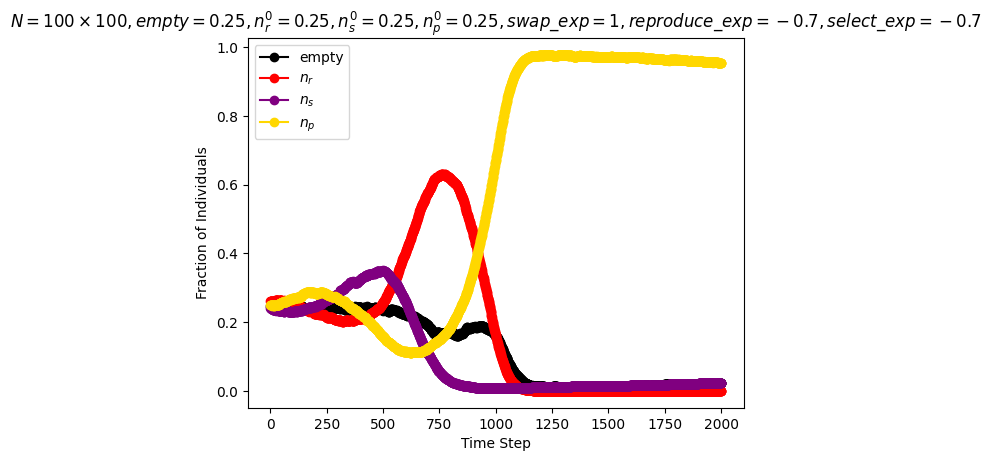 N = 100 × 100, empty = 0.25, n_r^0 = 0.25, n_s^0 = 0.25, n_p^0 = 0.25, swap_exp = 1, reproduce_exp = − 0.7, select_exp = − 0.7
1.0
empty
n_r
n_s
n_p
0.8
0.6
0.4
0.2
0.0
Fraction of Individuals
0 250 500 750 1000 1250 1500 1750 2000
Time Step